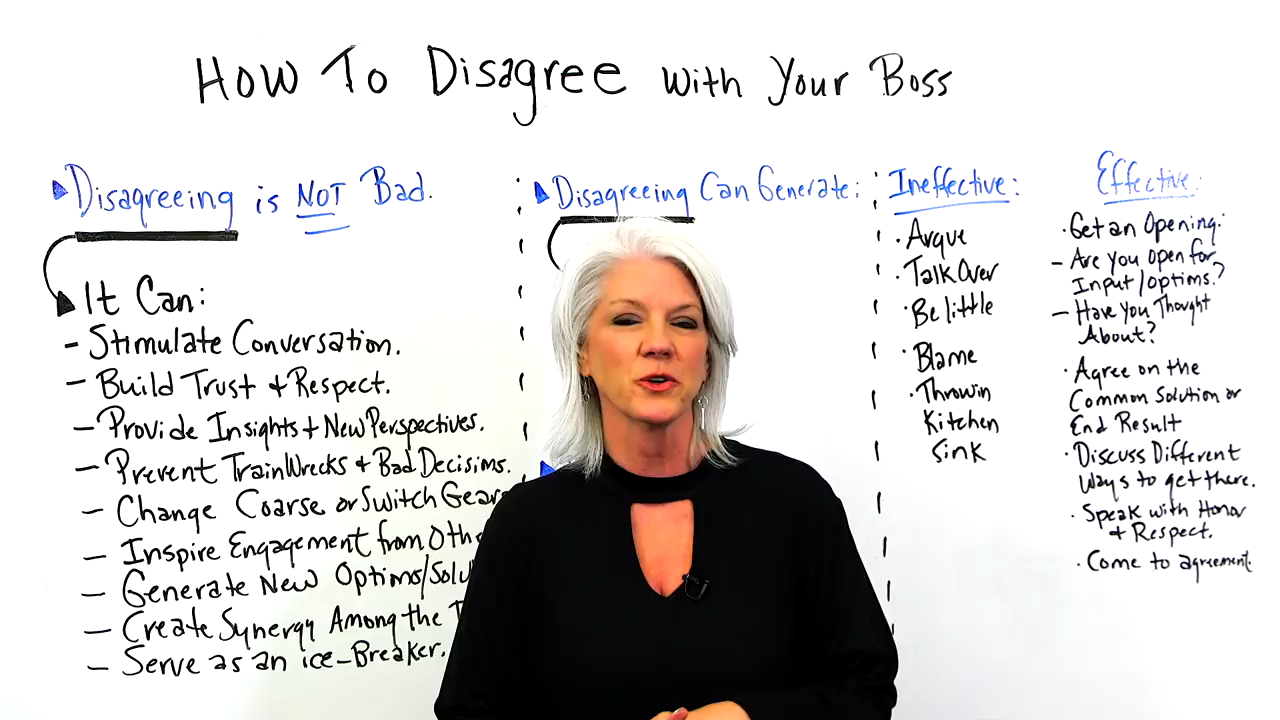 How To Disagree with Your Boss
Disagreeing is NOT Bad.
It Can:
- Stimulate Conversation.
- Build Trust + Respect.
- Provide Insights + New Perspectives.
- Prevent TrainWrecks + Bad Decisions.
- Change Coarse or Switch Gears
- Inspire Engagement from
- Generate New Options/
- Create Synergy Among the
- Serve as an ice-Breaker.
Disagreeing Can Generate:
Ineffective:
· Argue
· Talk Over
· Be little
· Blame
· Throw in
Kitchen
Sink
Effective:
· Get an Opening:
- Are you open for
Input/options?
- Have you Thought
About?
· Agree on the
Common Solution or
End Result
· Discuss Different
Ways to get there.
· Speak with Honor
+ Respect.
· Come to agreement.